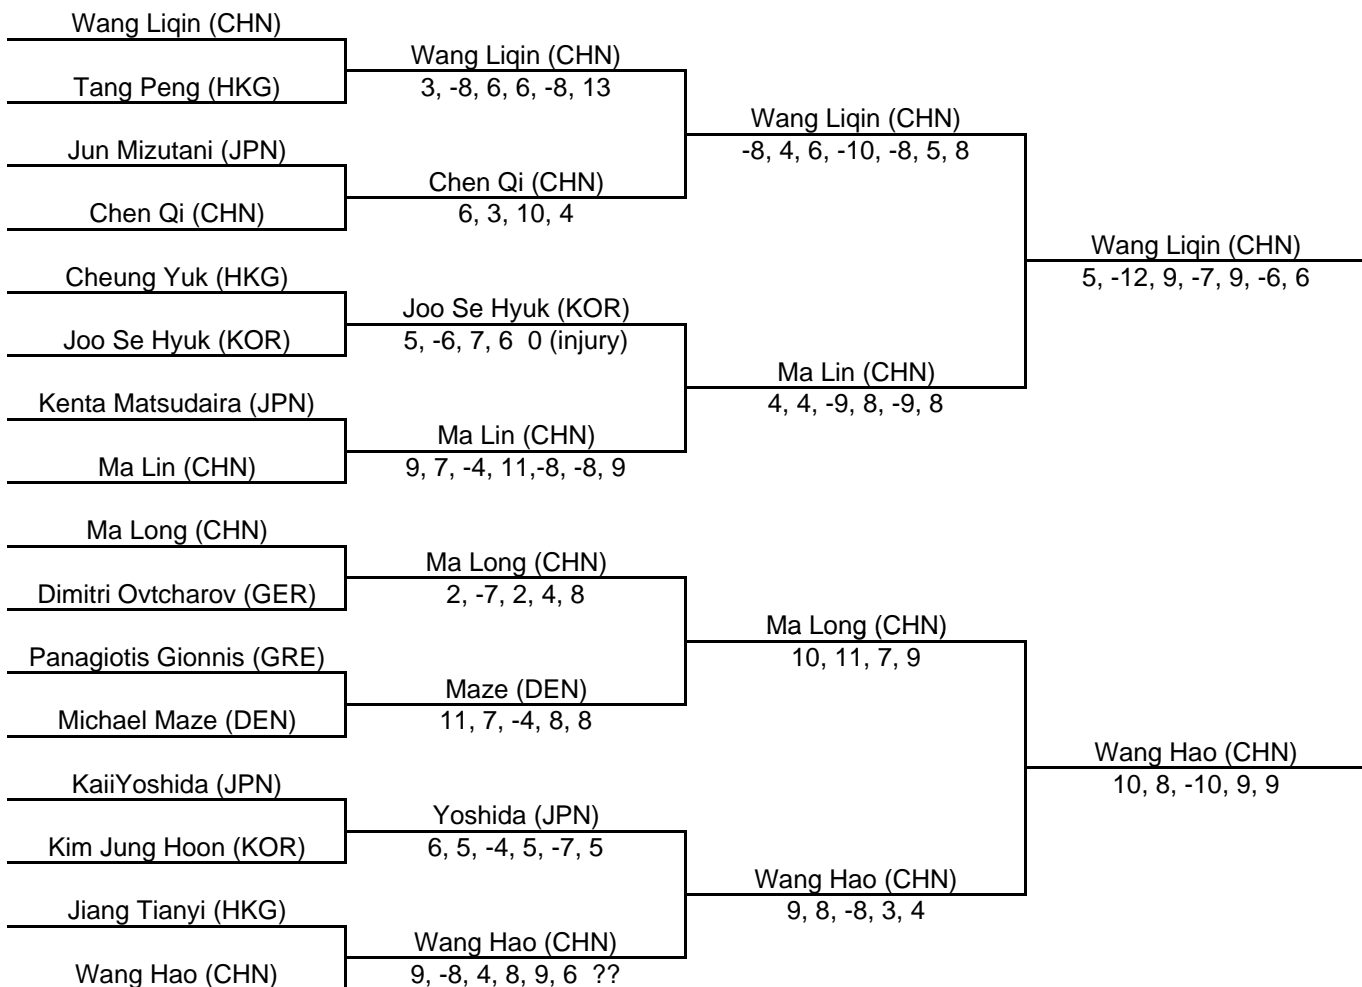 Wang Liqin (CHN)
Tang Peng (HKG)
Jun Mizutani (JPN)
Chen Qi (CHN)
Cheung Yuk (HKG)
Joo Se Hyuk (KOR)
Kenta Matsudaira (JPN)
Ma Lin (CHN)
Ma Long (CHN)
Dimitri Ovtcharov (GER)
Panagiotis Gionnis (GRE)
Michael Maze (DEN)
KaiiYoshida (JPN)
Kim Jung Hoon (KOR)
Jiang Tianyi (HKG)
Wang Hao (CHN)
Wang Liqin (CHN)
3, -8, 6, 6, -8, 13
Chen Qi (CHN)
6, 3, 10, 4
Joo Se Hyuk (KOR)
5, -6, 7, 6  0 (injury)
Ma Lin (CHN)
9, 7, -4, 11,-8, -8, 9
Ma Long (CHN)
2, -7, 2, 4, 8
Maze (DEN)
11, 7, -4, 8, 8
Yoshida (JPN)
6, 5, -4, 5, -7, 5
Wang Hao (CHN)
9, -8, 4, 8, 9, 6  ??
Wang Liqin (CHN)
-8, 4, 6, -10, -8, 5, 8
Ma Lin (CHN)
4, 4, -9, 8, -9, 8
Ma Long (CHN)
10, 11, 7, 9
Wang Hao (CHN)
9, 8, -8, 3, 4
Wang Liqin (CHN)
5, -12, 9, -7, 9, -6, 6
Wang Hao (CHN)
10, 8, -10, 9, 9